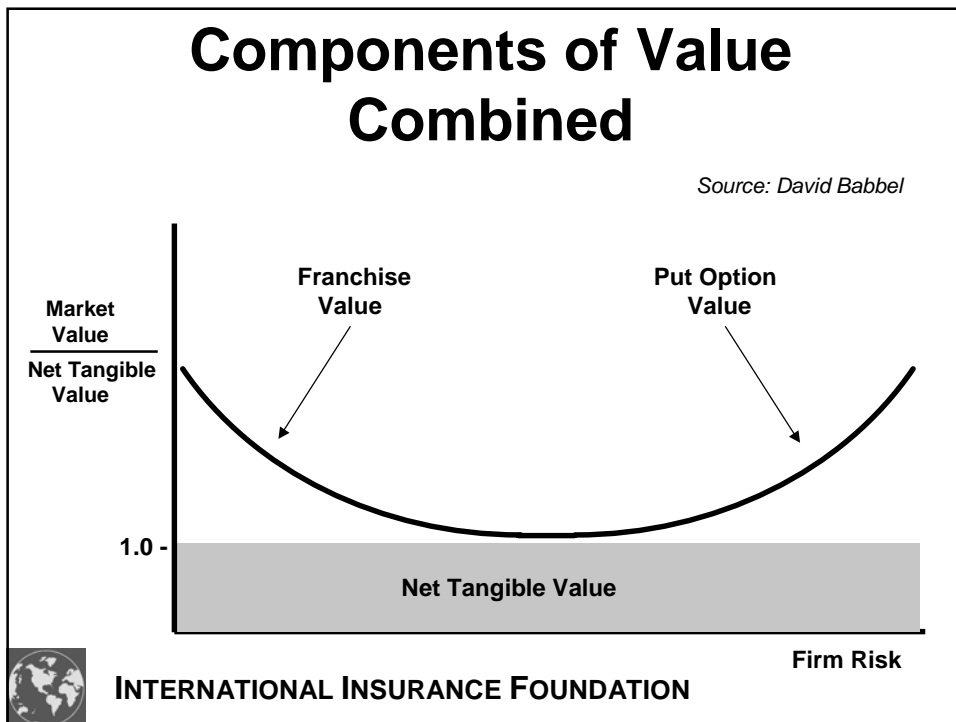 Components of Value
Combined
Source: David Babbel
Franchise
Value
Put Option
Value
Market
Value
Net Tangible
Value
1.0 -
Net Tangible Value
Firm Risk
INTERNATIONAL INSURANCE FOUNDATION